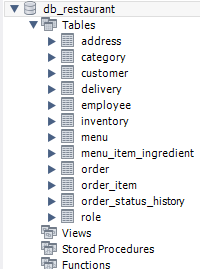 db_restaurant
Tables
address
category
customer
delivery
employee
inventory
menu
menu_item_ingredient
order
order_item
order_status_history
role
Views
Stored Procedures
Functions